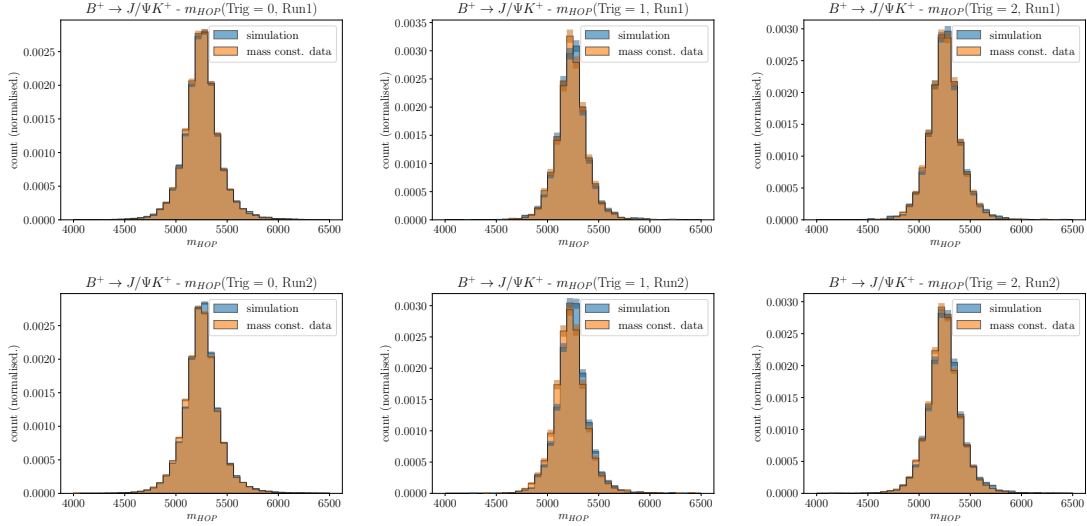 B⁺ → J/ΨK⁺ - m_HOP(Trig = 0, Run1)
simulation
mass const. data
count (normalised.)
0.0025
0.0020
0.0015
0.0010
0.0005
0.0000
4000 4500 5000 5500 6000 6500
m_HOP
B⁺ → J/ΨK⁺ - m_HOP(Trig = 1, Run1)
simulation
mass const. data
count (normalised.)
0.0035
0.0030
0.0025
0.0020
0.0015
0.0010
0.0005
0.0000
4000 4500 5000 5500 6000 6500
m_HOP
B⁺ → J/ΨK⁺ - m_HOP(Trig = 2, Run1)
simulation
mass const. data
count (normalised.)
0.0030
0.0025
0.0020
0.0015
0.0010
0.0005
0.0000
4000 4500 5000 5500 6000 6500
m_HOP
B⁺ → J/ΨK⁺ - m_HOP(Trig = 0, Run2)
simulation
mass const. data
count (normalised.)
0.0025
0.0020
0.0015
0.0010
0.0005
0.0000
4000 4500 5000 5500 6000 6500
m_HOP
B⁺ → J/ΨK⁺ - m_HOP(Trig = 1, Run2)
simulation
mass const. data
count (normalised.)
0.0030
0.0025
0.0020
0.0015
0.0010
0.0005
0.0000
4000 4500 5000 5500 6000 6500
m_HOP
B⁺ → J/ΨK⁺ - m_HOP(Trig = 2, Run2)
simulation
mass const. data
count (normalised.)
0.0030
0.0025
0.0020
0.0015
0.0010
0.0005
0.0000
4000 4500 5000 5500 6000 6500
m_HOP